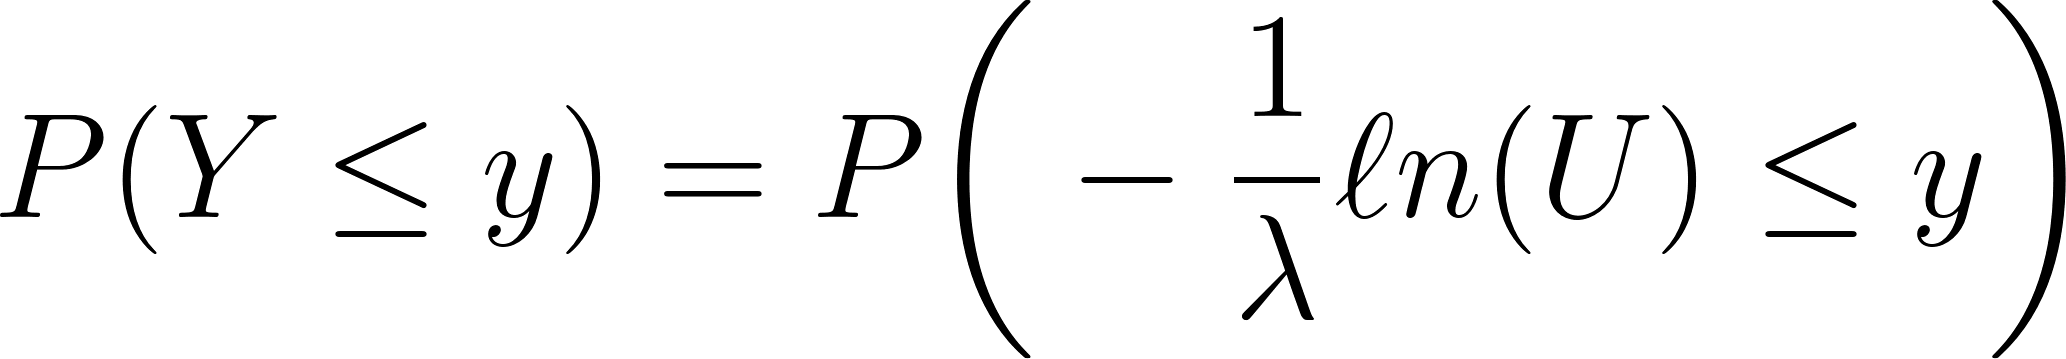 P(Y ≤ y) = P( − 1/λ ℓn(U) ≤ y )